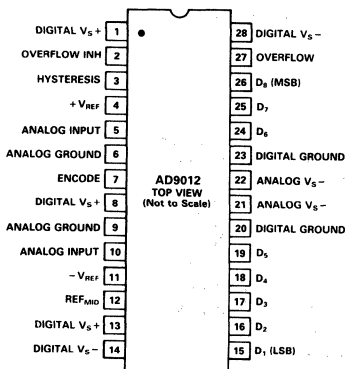 DIGITAL VS+ 1
OVERFLOW INH 2
HYSTERESIS 3
+VREF 4
ANALOG INPUT 5
ANALOG GROUND 6
ENCODE 7
DIGITAL VS+ 8
ANALOG GROUND 9
ANALOG INPUT 10
-VREF 11
REFMID 12
DIGITAL VS+ 13
DIGITAL VS- 14
AD9012
TOP VIEW
(Not to Scale)
28 DIGITAL VS-
27 OVERFLOW
26 D8 (MSB)
25 D7
24 D6
23 DIGITAL GROUND
22 ANALOG VS-
21 ANALOG VS-
20 DIGITAL GROUND
19 D5
18 D4
17 D3
16 D2
15 D1 (LSB)